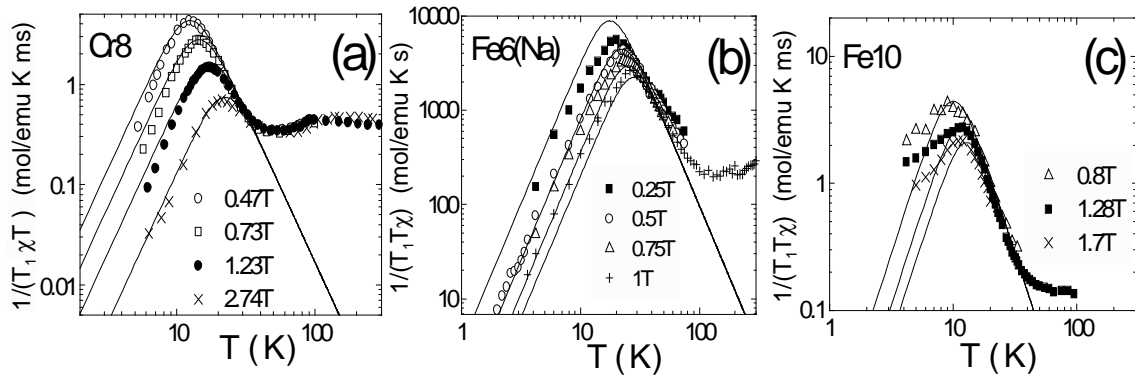 Cr8
(a)
1/(T1χT) (mol/emu K ms)
1
0.1
0.01
0.47T
0.73T
1.23T
2.74T
10
100
T (K)
Fe6(Na)
(b)
1/(T1Tχ) (mol/emu K s)
10000
1000
100
10
0.25T
0.5T
0.75T
1T
1
10
100
T (K)
Fe10
(c)
1/(T1Tχ) (mol/emu K ms)
10
1
0.1
0.8T
1.28T
1.7T
1
10
100
T (K)